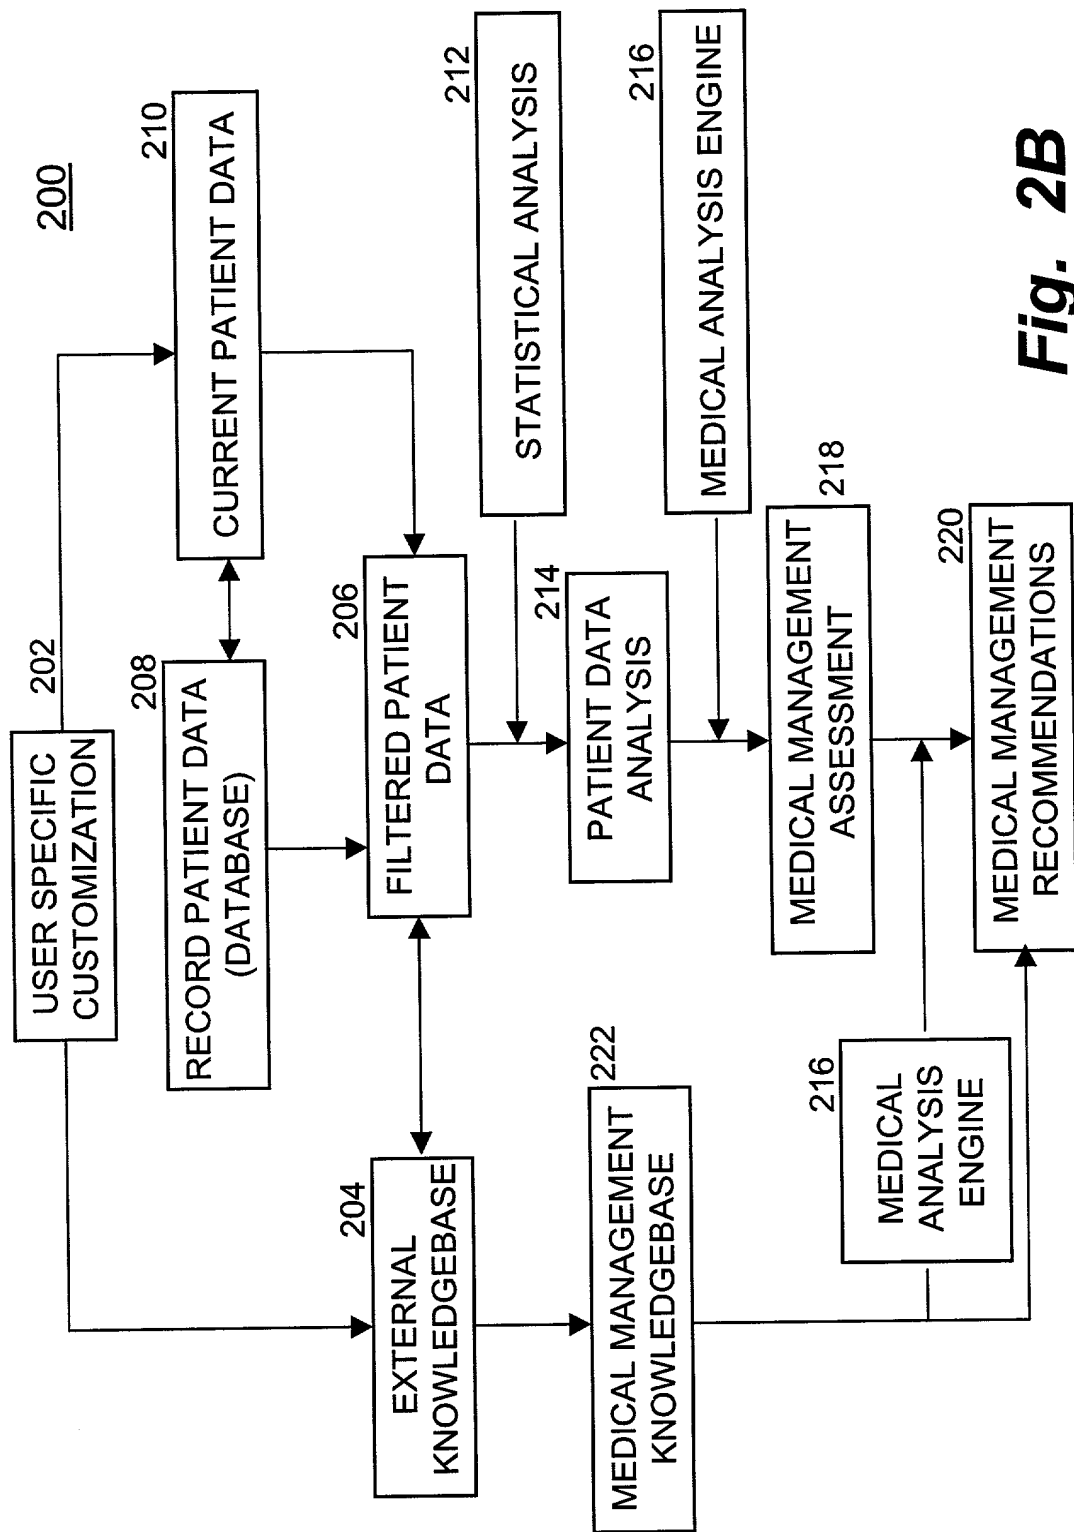 200
USER SPECIFIC
CUSTOMIZATION
202
RECORD PATIENT DATA
(DATABASE)
208
CURRENT PATIENT DATA
210
EXTERNAL
KNOWLEDGEBASE
204
FILTERED PATIENT
DATA
206
STATISTICAL ANALYSIS
212
PATIENT DATA
ANALYSIS
214
MEDICAL MANAGEMENT
KNOWLEDGEBASE
222
MEDICAL ANALYSIS ENGINE
216
MEDICAL MANAGEMENT
ASSESSMENT
218
MEDICAL
ANALYSIS
ENGINE
216
MEDICAL MANAGEMENT
RECOMMENDATIONS
220
Fig. 2B